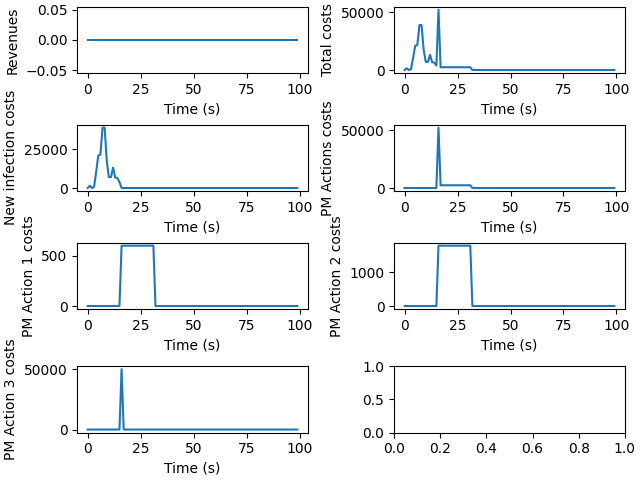 Revenues
0.05
0.00
−0.05
0 25 50 75 100
Time (s)
Total costs
50000
0
0 25 50 75 100
Time (s)
New infection costs
25000
0
0 25 50 75 100
Time (s)
PM Actions costs
50000
0
0 25 50 75 100
Time (s)
PM Action 1 costs
500
0
0 25 50 75 100
Time (s)
PM Action 2 costs
1000
0
0 25 50 75 100
Time (s)
PM Action 3 costs
50000
0
0 25 50 75 100
Time (s)
1.0
0.5
0.0
0.0 0.2 0.4 0.6 0.8 1.0